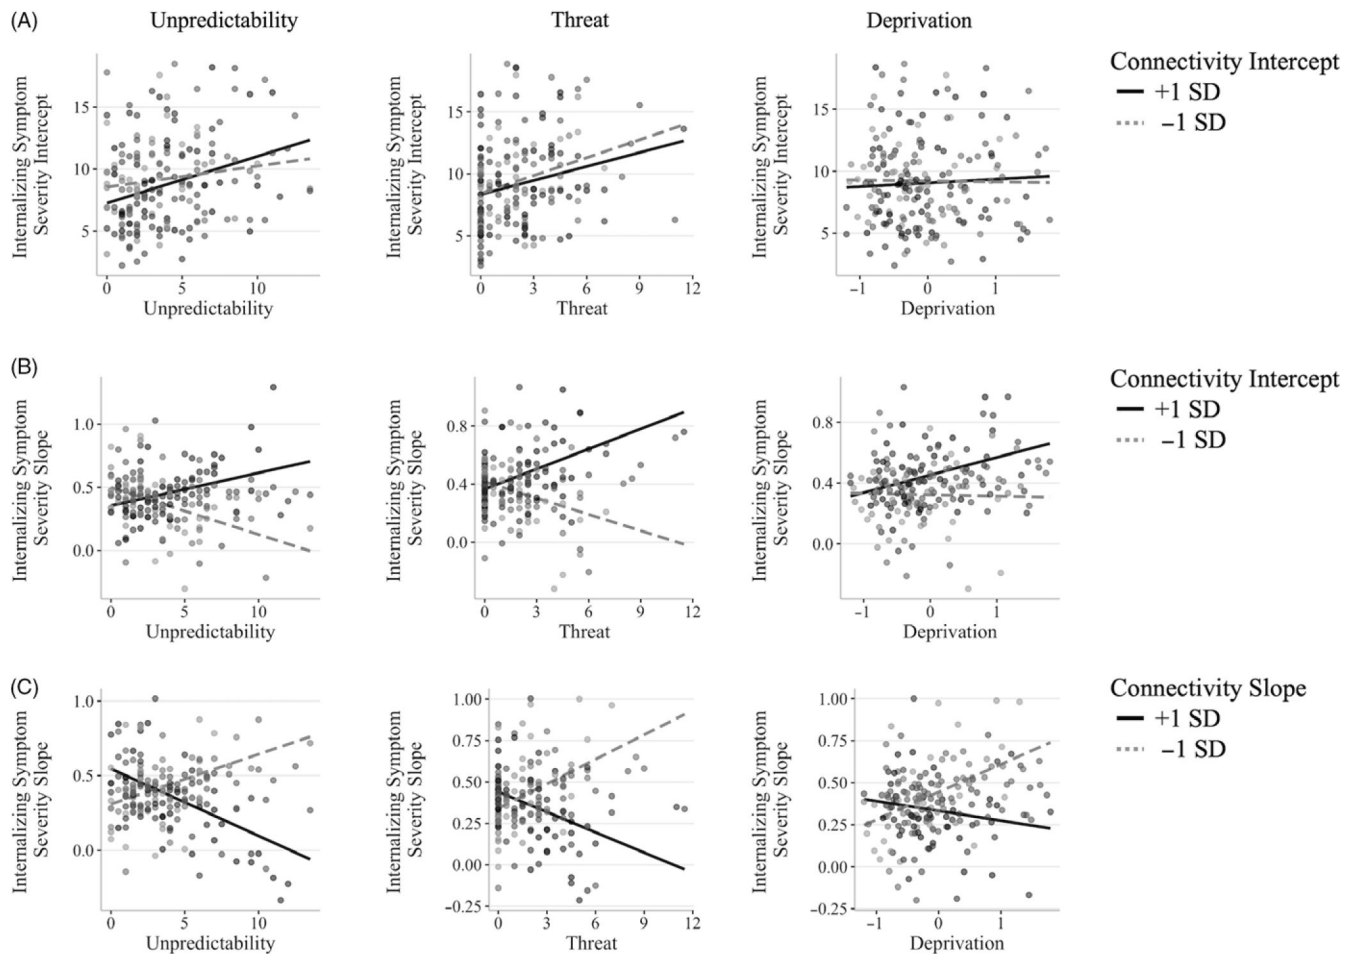 (A)
Unpredictability
Threat
Deprivation
Internalizing Symptom
Severity Intercept
15
10
5
0
5
10
Unpredictability
Internalizing Symptom
Severity Intercept
15
10
5
0
3
6
9
12
Threat
Internalizing Symptom
Severity Intercept
15
10
5
−1
0
1
Deprivation
Connectivity Intercept
+1 SD
−1 SD
(B)
Internalizing Symptom
Severity Slope
1.0
0.5
0.0
0
5
10
Unpredictability
Internalizing Symptom
Severity Slope
0.8
0.4
0.0
0
3
6
9
12
Threat
Internalizing Symptom
Severity Slope
0.8
0.4
0.0
−1
0
1
Deprivation
Connectivity Intercept
+1 SD
−1 SD
(C)
Internalizing Symptom
Severity Slope
1.0
0.5
0.0
0
5
10
Unpredictability
Internalizing Symptom
Severity Slope
1.00
0.75
0.50
0.25
0.00
−0.25
0
3
6
9
12
Threat
Internalizing Symptom
Severity Slope
1.00
0.75
0.50
0.25
0.00
−0.25
−1
0
1
Deprivation
Connectivity Slope
+1 SD
−1 SD